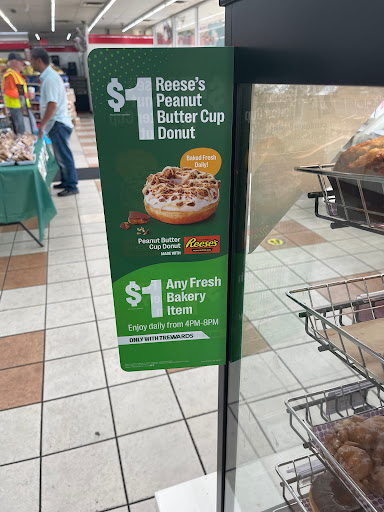 $1 Reese's
Peanut
Butter Cup
Donut
Baked Fresh
Daily!
Peanut Butter
Cup Donut
MADE WITH
Reese's
$1 Any Fresh
Bakery
Item
Enjoy daily from 4PM-8PM
ONLY WITH 7REWARDS